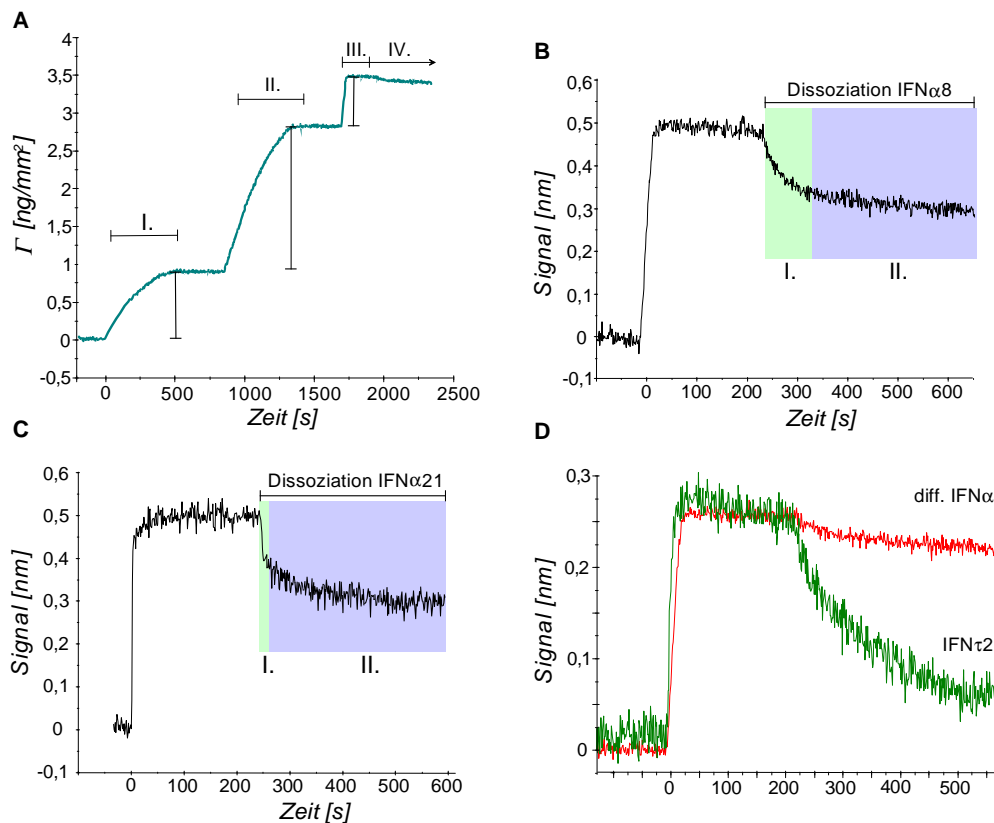 A
4
3,5
3
2,5
2
1,5
1
0,5
0
-0,5
Γ [ng/mm²]
I.
II.
III.
IV.
0 500 1000 1500 2000 2500
Zeit [s]
B
0,6
0,5
0,4
0,3
0,2
0,1
0
-0,1
Signal [nm]
Dissoziation IFNα8
I.
II.
0 100 200 300 400 500 600
Zeit [s]
C
0,6
0,5
0,4
0,3
0,2
0,1
0
-0,1
Signal [nm]
Dissoziation IFNα21
I.
II.
0 100 200 300 400 500 600
Zeit [s]
D
0,3
0,2
0,1
0
Signal [nm]
diff. IFNα
IFNτ2
0 100 200 300 400 500
Zeit [s]